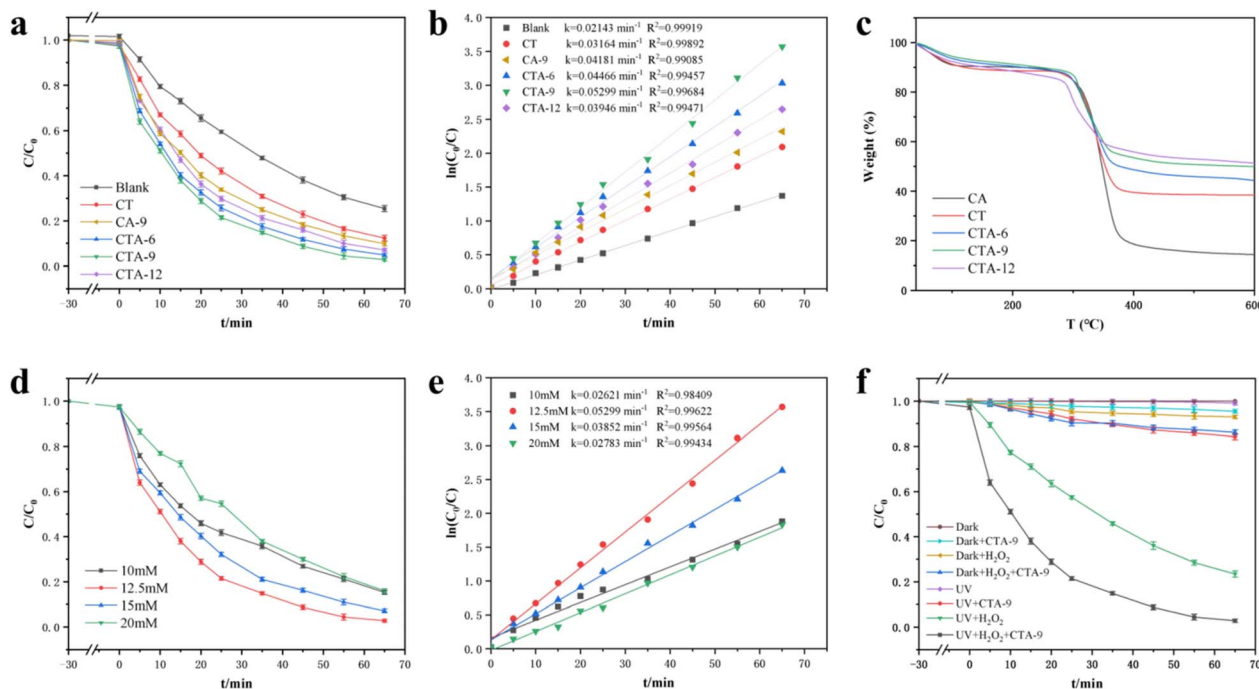 a
C/C₀
1.0
0.8
0.6
0.4
0.2
0.0
Blank
CT
CA-9
CTA-6
CTA-9
CTA-12
−30 0 10 20 30 40 50 60 70
t/min
b
ln(C₀/C)
4.0
3.5
3.0
2.5
2.0
1.5
1.0
0.5
0.0
Blank k=0.02143 min⁻¹ R²=0.99919
CT k=0.03164 min⁻¹ R²=0.99892
CA-9 k=0.04181 min⁻¹ R²=0.99085
CTA-6 k=0.04466 min⁻¹ R²=0.99457
CTA-9 k=0.05299 min⁻¹ R²=0.99684
CTA-12 k=0.03946 min⁻¹ R²=0.99471
0 10 20 30 40 50 60 70
t/min
c
Weight (%)
100
80
60
40
20
0
CA
CT
CTA-6
CTA-9
CTA-12
200 400 600
T (°C)
d
C/C₀
1.0
0.8
0.6
0.4
0.2
0.0
10mM
12.5mM
15mM
20mM
−30 0 10 20 30 40 50 60 70
t/min
e
ln(C₀/C)
4.0
3.5
3.0
2.5
2.0
1.5
1.0
0.5
0.0
10mM k=0.02621 min⁻¹ R²=0.98409
12.5mM k=0.05299 min⁻¹ R²=0.99622
15mM k=0.03852 min⁻¹ R²=0.99564
20mM k=0.02783 min⁻¹ R²=0.99434
0 10 20 30 40 50 60 70
t/min
f
C/C₀
1.0
0.8
0.6
0.4
0.2
0.0
Dark
Dark+CTA-9
Dark+H₂O₂
Dark+H₂O₂+CTA-9
UV
UV+CTA-9
UV+H₂O₂
UV+H₂O₂+CTA-9
−30 0 10 20 30 40 50 60 70
t/min